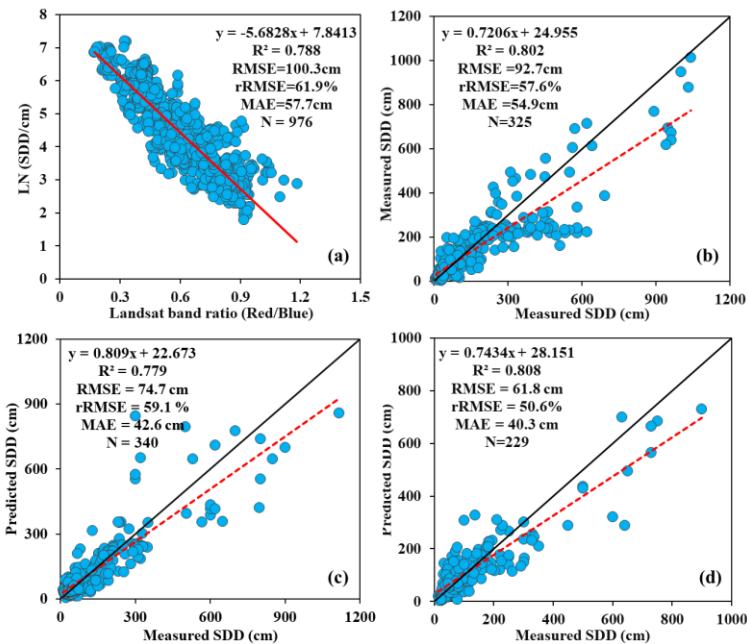 (a)
y = -5.6828x + 7.8413
R² = 0.788
RMSE=100.3cm
rRMSE=61.9%
MAE=57.7cm
N = 976
8
7
6
5
4
3
2
1
0
LN (SDD/cm)
0
0.3
0.6
0.9
1.2
1.5
Landsat band ratio (Red/Blue)
y = 0.7206x + 24.955
R² = 0.802
RMSE =92.7m
rRMSE=57.6%
MAE =54.9cm
N=325
1200
1000
800
600
400
200
0
Measured SDD (cm)
(b)
0
300
600
900
1200
Measured SDD (cm)
y = 0.809x + 22.673
R² = 0.779
RMSE = 74.7 cm
rRMSE = 59.1 %
MAE = 42.6 cm
N = 340
1200
900
600
300
0
Predicted SDD (cm)
(c)
0
300
600
900
1200
Measured SDD (cm)
y = 0.7434x + 28.151
R² = 0.808
RMSE = 61.8 cm
rRMSE = 50.6%
MAE = 40.3 cm
N=229
1000
800
600
400
200
0
Predicted SDD (cm)
(d)
0
200
400
600
800
1000
Measured SDD (cm)